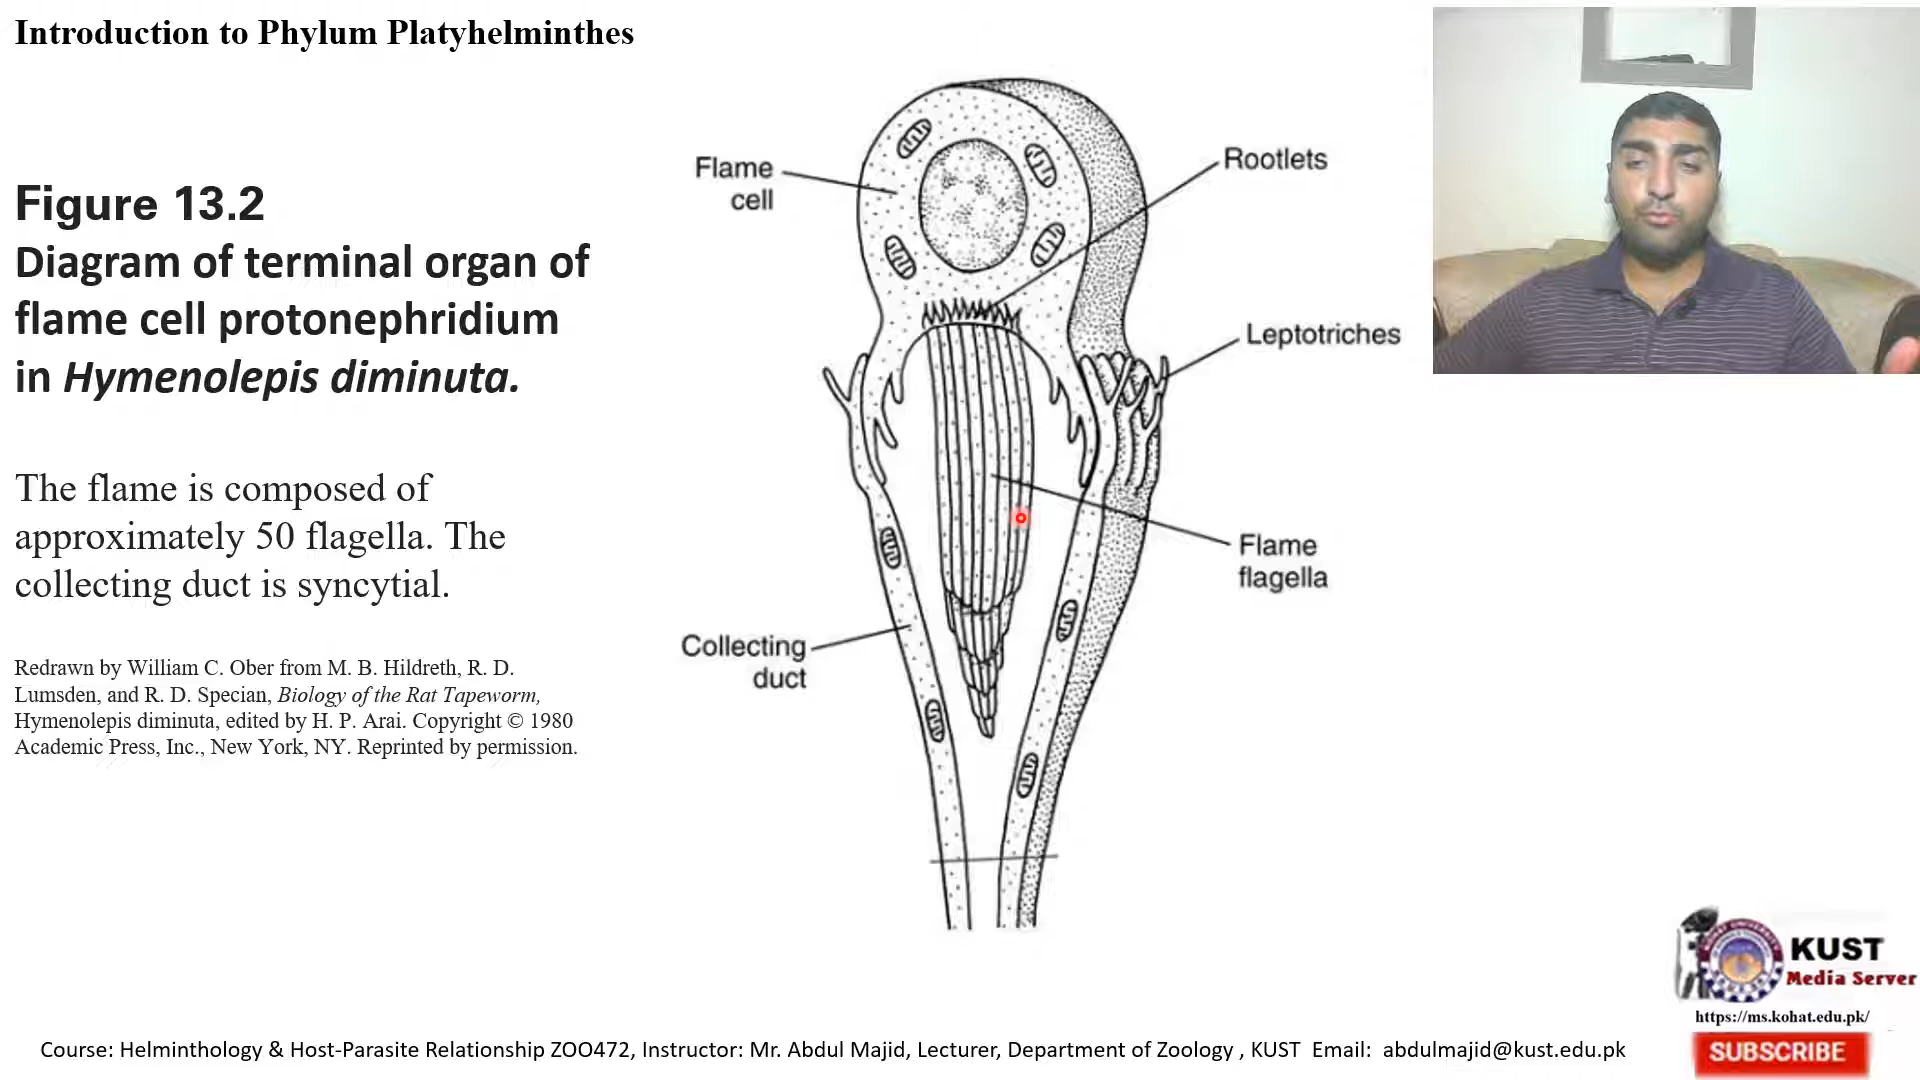 Introduction to Phylum Platyhelminthes
Figure 13.2
Diagram of terminal organ of
flame cell protonephridium
in Hymenolepis diminuta.
The flame is composed of
approximately 50 flagella. The
collecting duct is syncytial.
Redrawn by William C. Ober from M. B. Hildreth, R. D.
Lumsden, and R. D. Specian, Biology of the Rat Tapeworm,
Hymenolepis diminuta, edited by H. P. Arai. Copyright © 1980
Academic Press, Inc., New York, NY. Reprinted by permission.
Flame
cell
Rootlets
Leptotriches
Flame
flagella
Collecting
duct
KUST
Media Server
https://ms.kohat.edu.pk/
SUBSCRIBE
Course: Helminthology & Host-Parasite Relationship ZOO472, Instructor: Mr. Abdul Majid, Lecturer, Department of Zoology , KUST  Email:  abdulmajid@kust.edu.pk